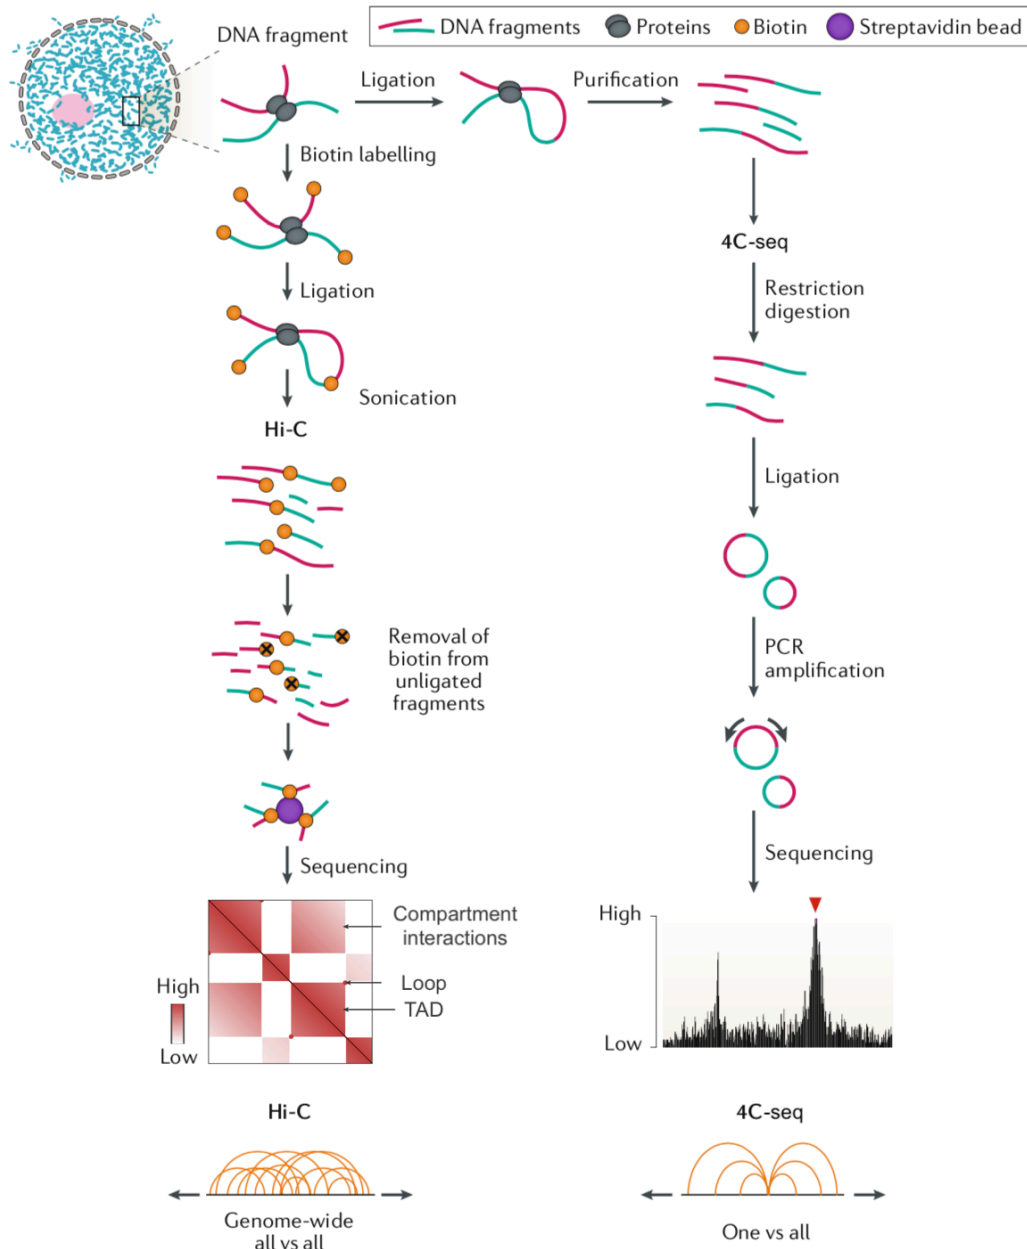 DNA fragments Proteins Biotin Streptavidin bead
DNA fragment
Ligation
Purification
Biotin labelling
4C-seq
Ligation
Restriction
digestion
Sonication
Hi-C
Ligation
Removal of
biotin from
unligated
fragments
PCR
amplification
Sequencing
Sequencing
Compartment
interactions
Loop
TAD
High
Low
High
Low
Hi-C
4C-seq
Genome-wide
all vs all
One vs all